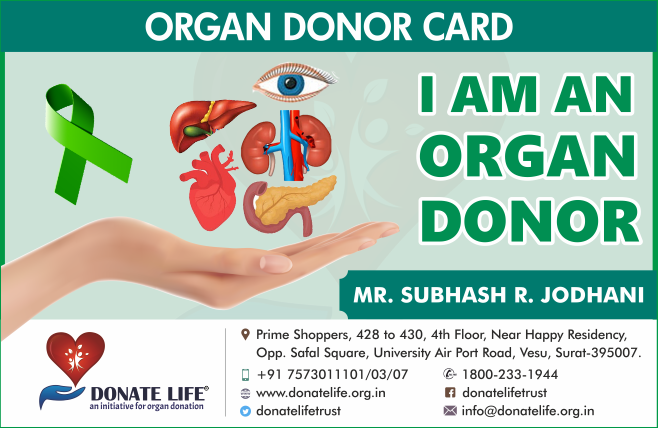 ORGAN DONOR CARD
I AM AN
ORGAN
DONOR
MR. SUBHASH R. JODHANI
DONATE LIFE®
an initiative for organ donation
Prime Shoppers, 428 to 430, 4th Floor, Near Happy Residency,
Opp. Safal Square, University Air Port Road, Vesu, Surat-395007.
+91 7573011101/03/07 1800-233-1944
www.donatelife.org.in donatelifetrust
donatelifetrust info@donatelife.org.in